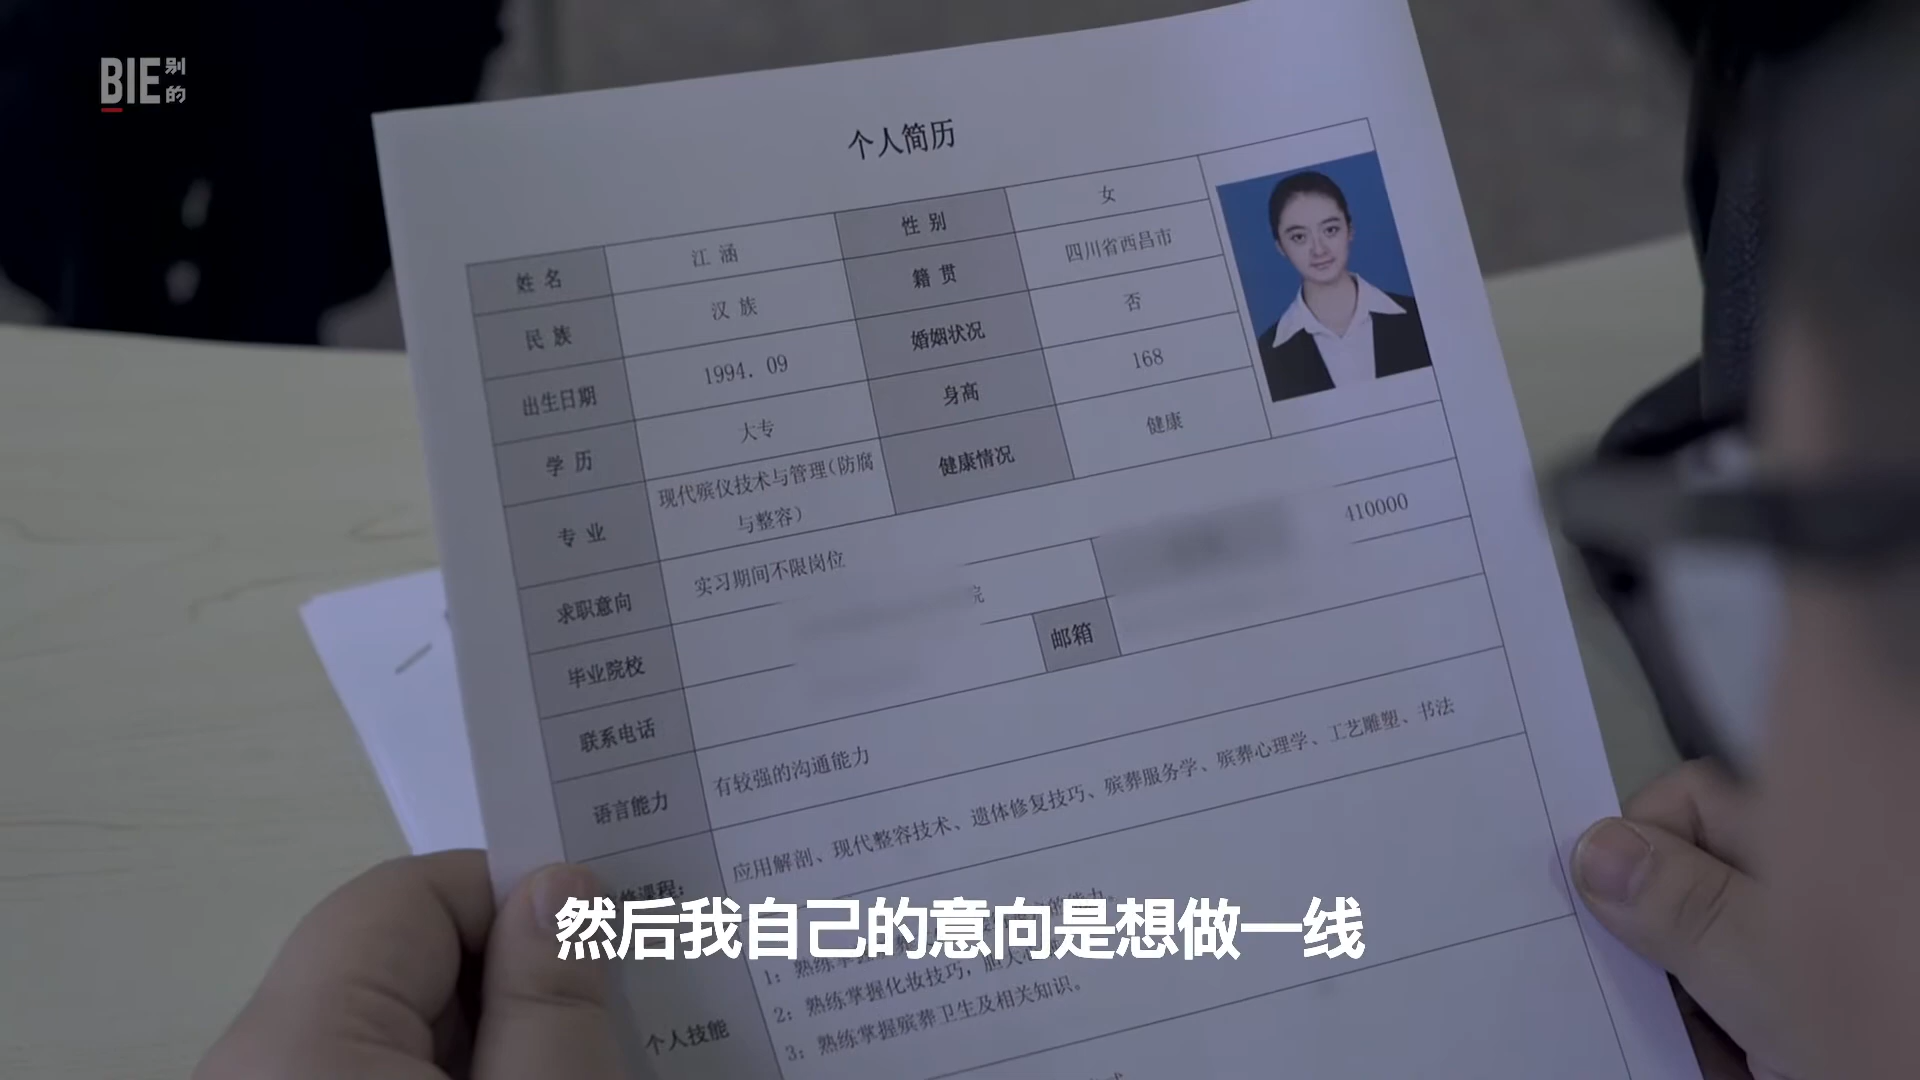 BIE别的
个人简历
姓名 江涵 性别 女
民族 汉族 籍贯 四川省西昌市
出生日期 1994.09 婚姻状况 否
学历 大专 身高 168
专业 现代殡仪技术与管理(防腐与整容) 健康情况 健康
求职意向 实习期间不限岗位
毕业院校 院 410000
联系电话 邮箱
语言能力 有较强的沟通能力
修课程: 应用解剖、现代整容技术、遗体修复技巧、殡葬服务学、殡葬心理学、工艺雕塑、书法
个人技能
1: 熟练掌握
2: 熟练掌握化妆技巧,胆大心
3: 熟练掌握殡葬卫生及相关知识。
然后我自己的意向是想做一线